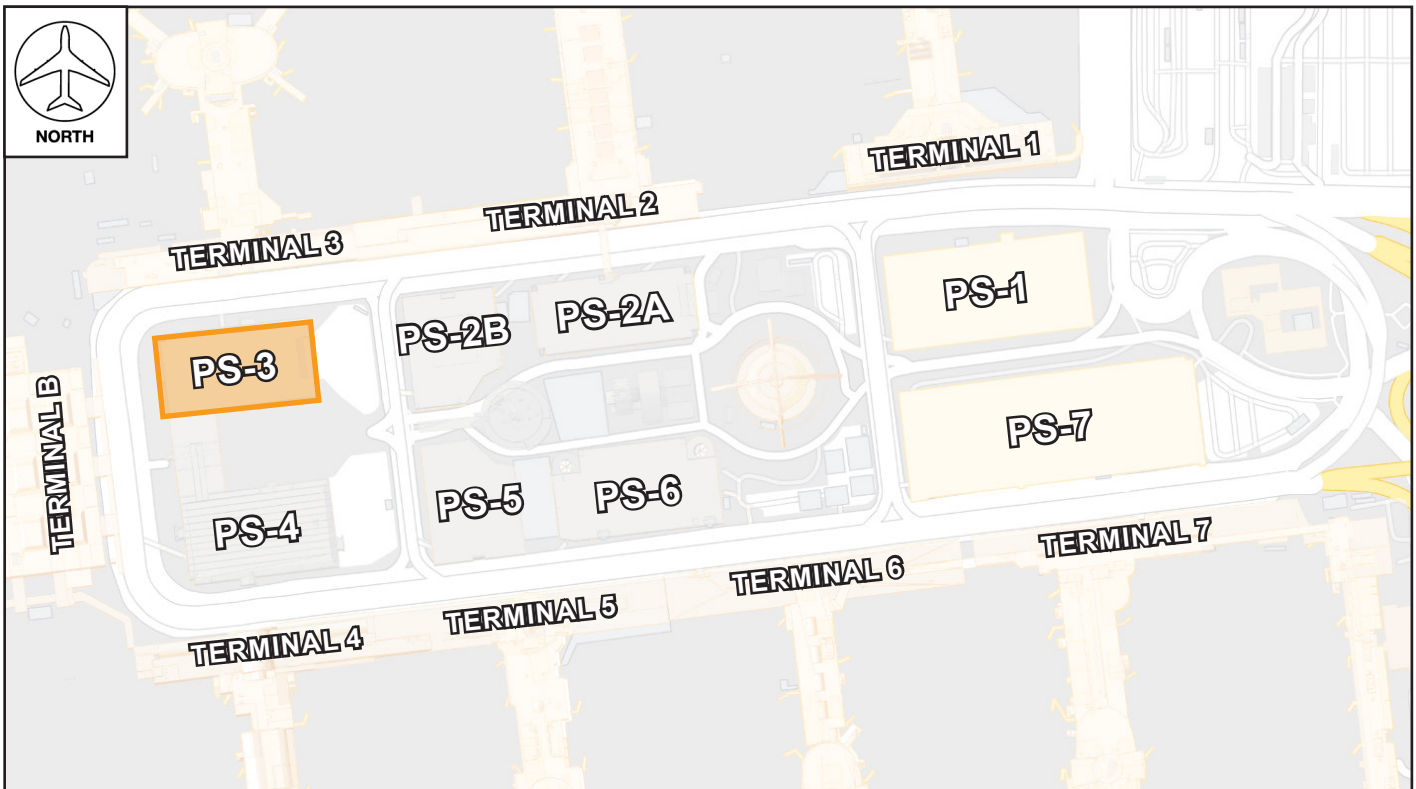 NORTH
TERMINAL 1
TERMINAL 2
TERMINAL 3
PS-1
PS-2A
PS-2B
PS-3
TERMINAL B
PS-7
PS-6
PS-5
PS-4
TERMINAL 7
TERMINAL 6
TERMINAL 5
TERMINAL 4